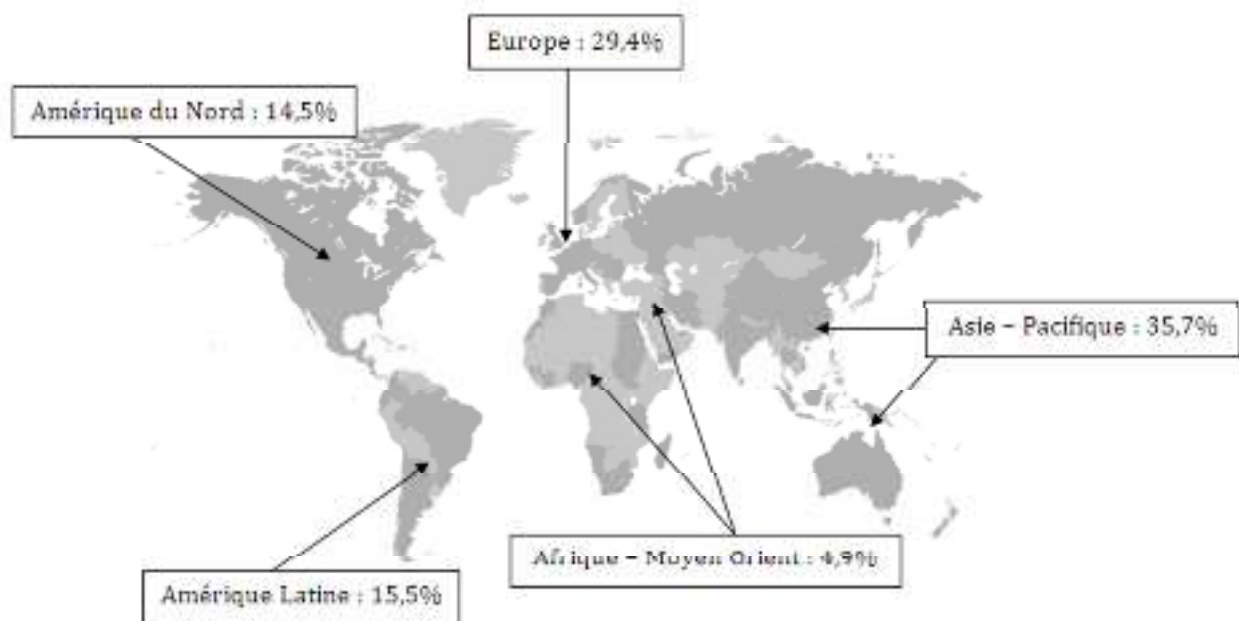 Europe : 29,4%
Amérique du Nord : 14,5%
Asie – Pacifique : 35,7%
Afrique – Moyen Orient : 4,9%
Amérique Latine : 15,5%